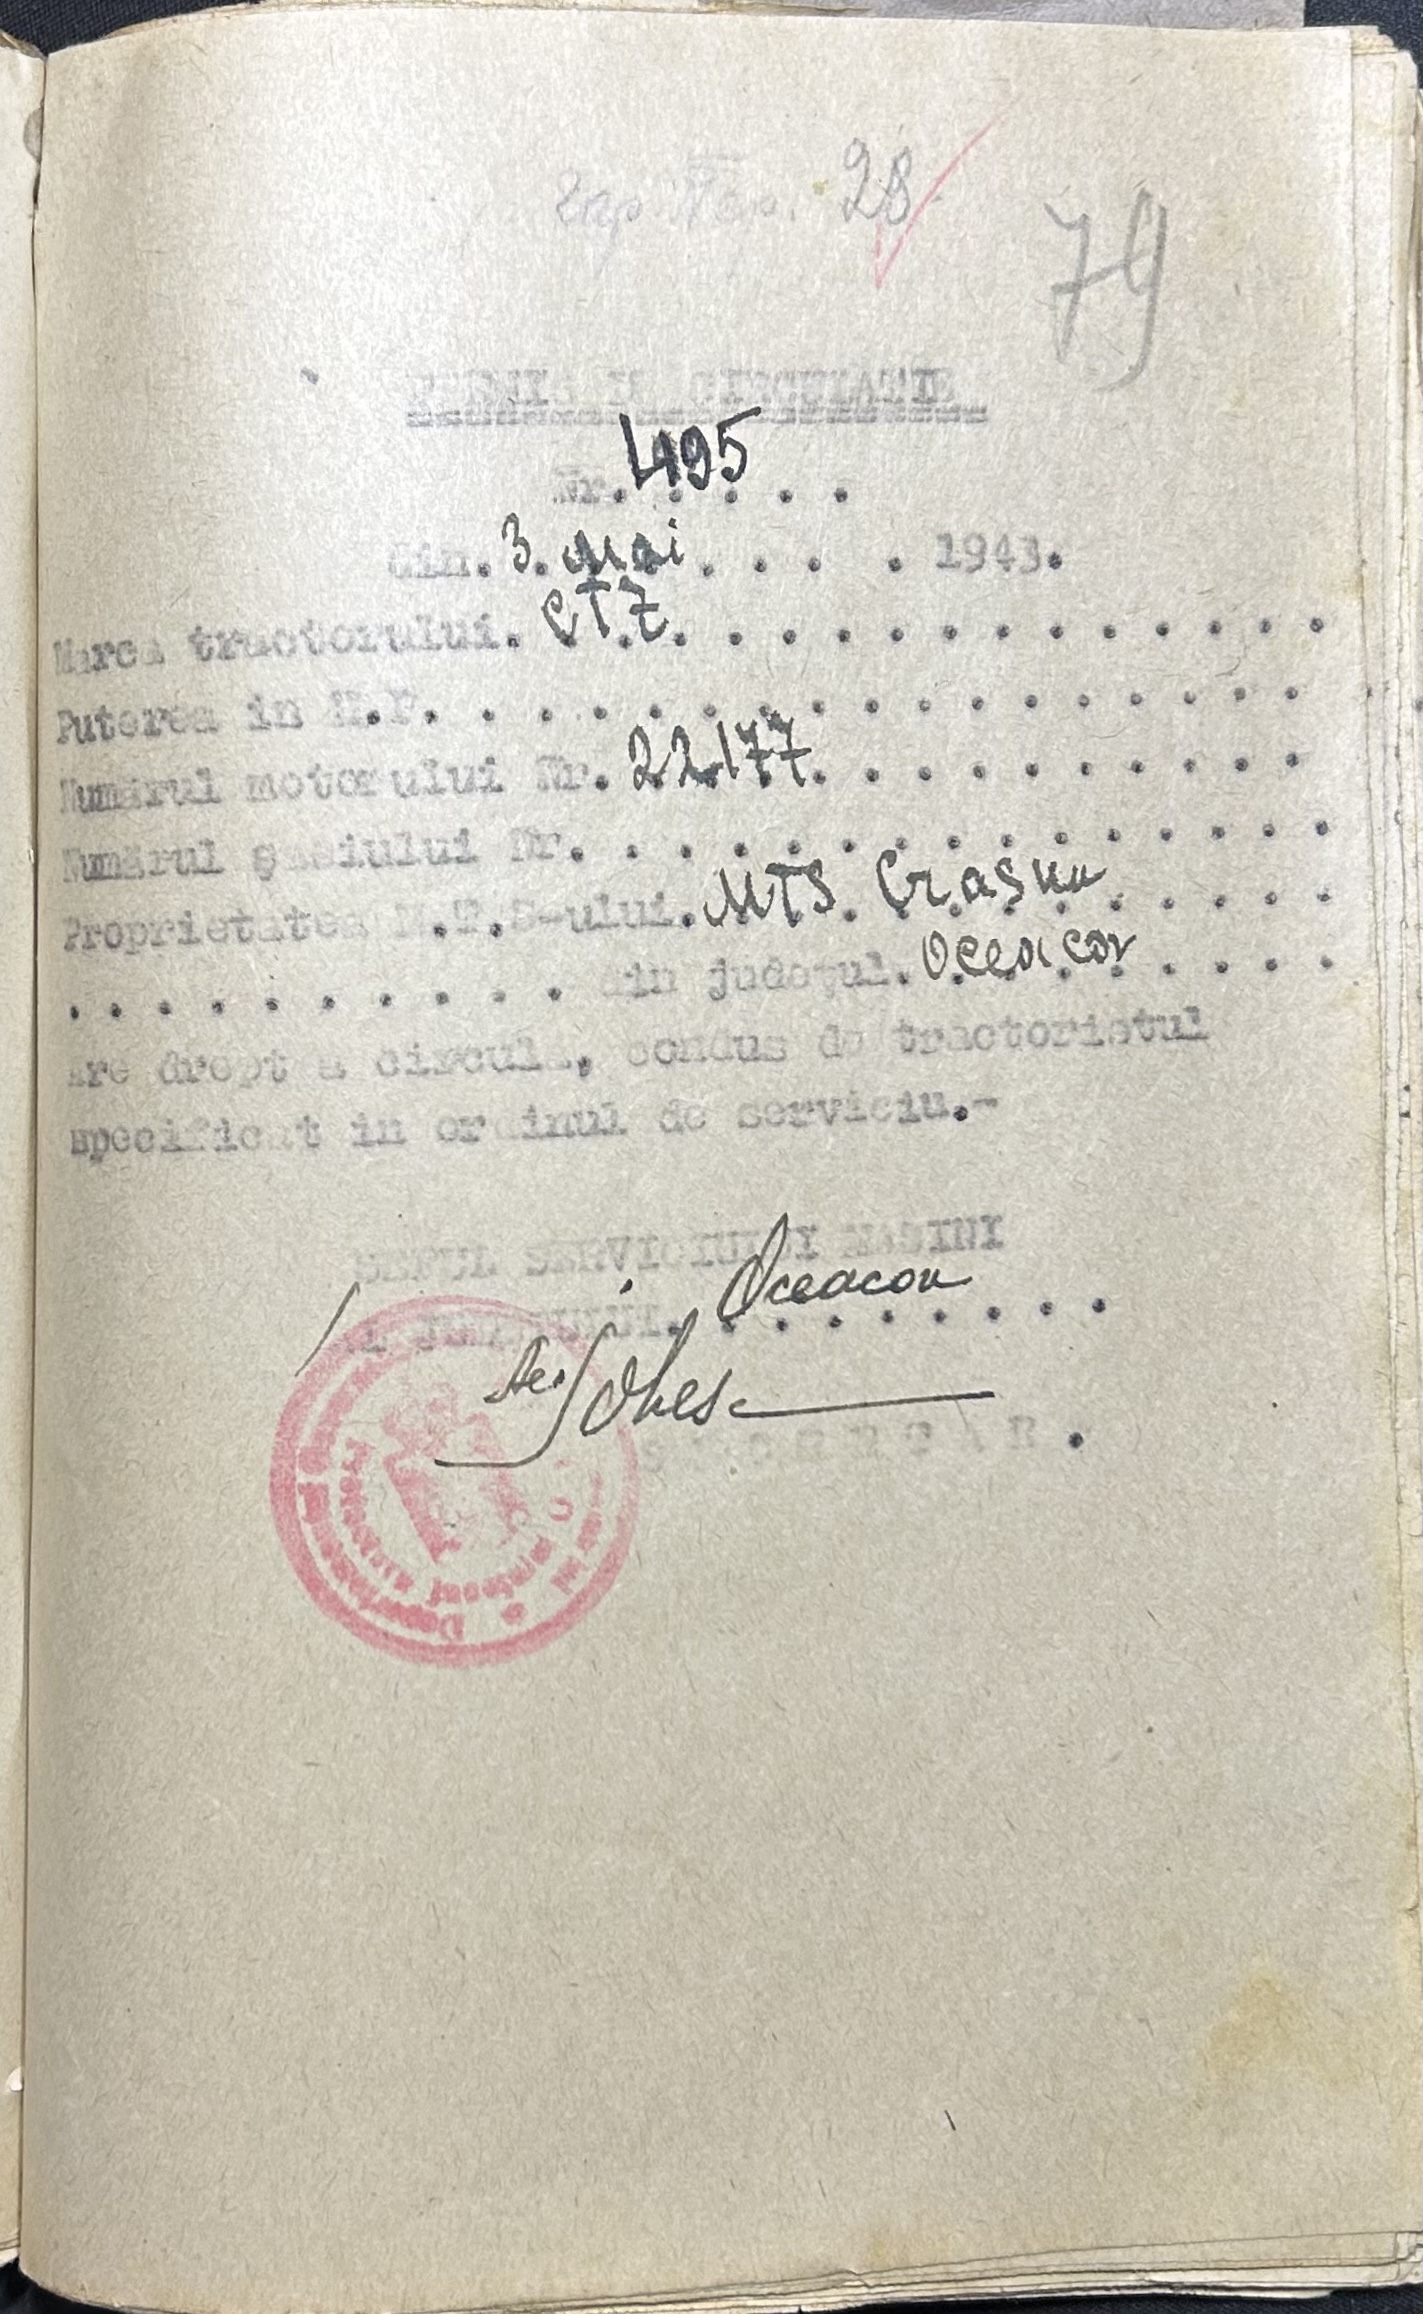 28
79
PERMIS DE CIRCULATIE
Nr. 495 . . . . .
din. 3. mai . . . . 1943.
Marca tractorului. CTZ. . . . . . . . . . . . .
Puterea in H.P. . . . . . . . . . . . . . . . .
Numărul motorului Nr. 22177. . . . . . . . . .
Numărul şasiului Nr. . . . . . . . . . . . . . .
Proprietatea M.T.S-ului. MTS. Craşnu . . . . .
. . . . . . . . . . din judeţul. Oceacov . . . .
Are drept a circula, condus de tractoristul
specificat in ordinul de serviciu.-
SEFUL SERVICIULUI MASINI
Oceacov . . . . . . . .